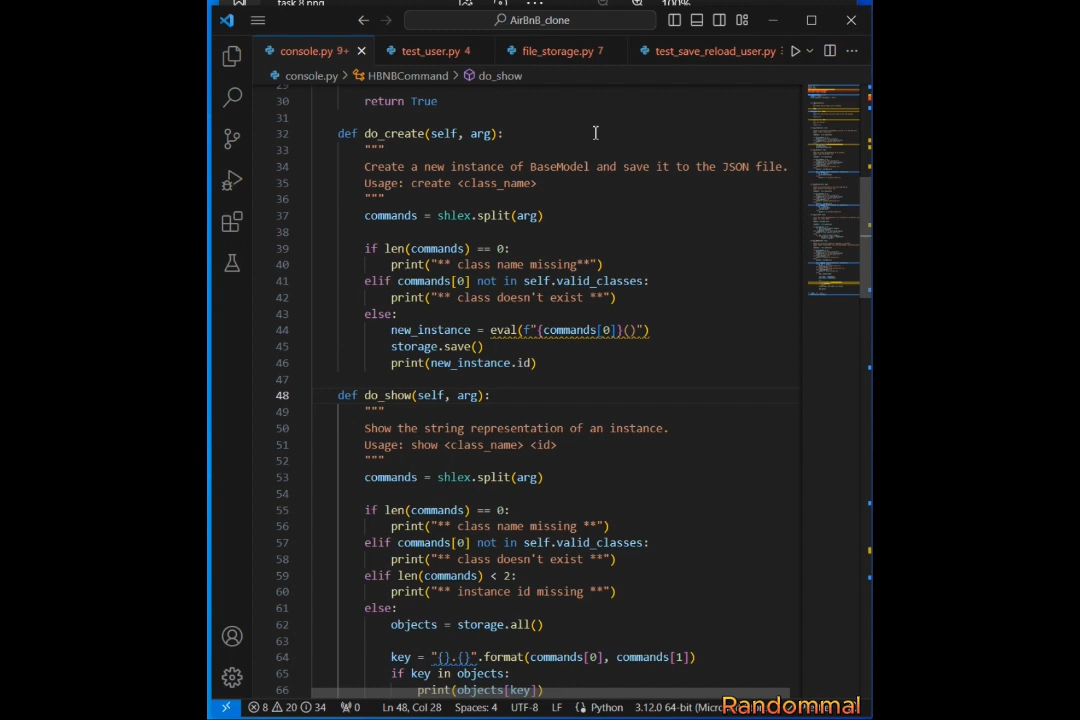 task 8.png
100%
AirBnB_clone
console.py 9+
test_user.py 4
file_storage.py 7
test_save_reload_user.py
console.py > HBNBCommand > do_show
29
30 return True
31
32 def do_create(self, arg):
33 """
34 Create a new instance of BaseModel and save it to the JSON file.
35 Usage: create <class_name>
36 """
37 commands = shlex.split(arg)
38
39 if len(commands) == 0:
40 print("** class name missing**")
41 elif commands[0] not in self.valid_classes:
42 print("** class doesn't exist **")
43 else:
44 new_instance = eval(f"{commands[0]}()")
45 storage.save()
46 print(new_instance.id)
47
48 def do_show(self, arg):
49 """
50 Show the string representation of an instance.
51 Usage: show <class_name> <id>
52 """
53 commands = shlex.split(arg)
54
55 if len(commands) == 0:
56 print("** class name missing **")
57 elif commands[0] not in self.valid_classes:
58 print("** class doesn't exist **")
59 elif len(commands) < 2:
60 print("** instance id missing **")
61 else:
62 objects = storage.all()
63
64 key = "{}.{}".format(commands[0], commands[1])
65 if key in objects:
66 print(objects[key])
8 20 34 0 Ln 48, Col 28 Spaces: 4 UTF-8 LF Python 3.12.0 64-bit
Randommal